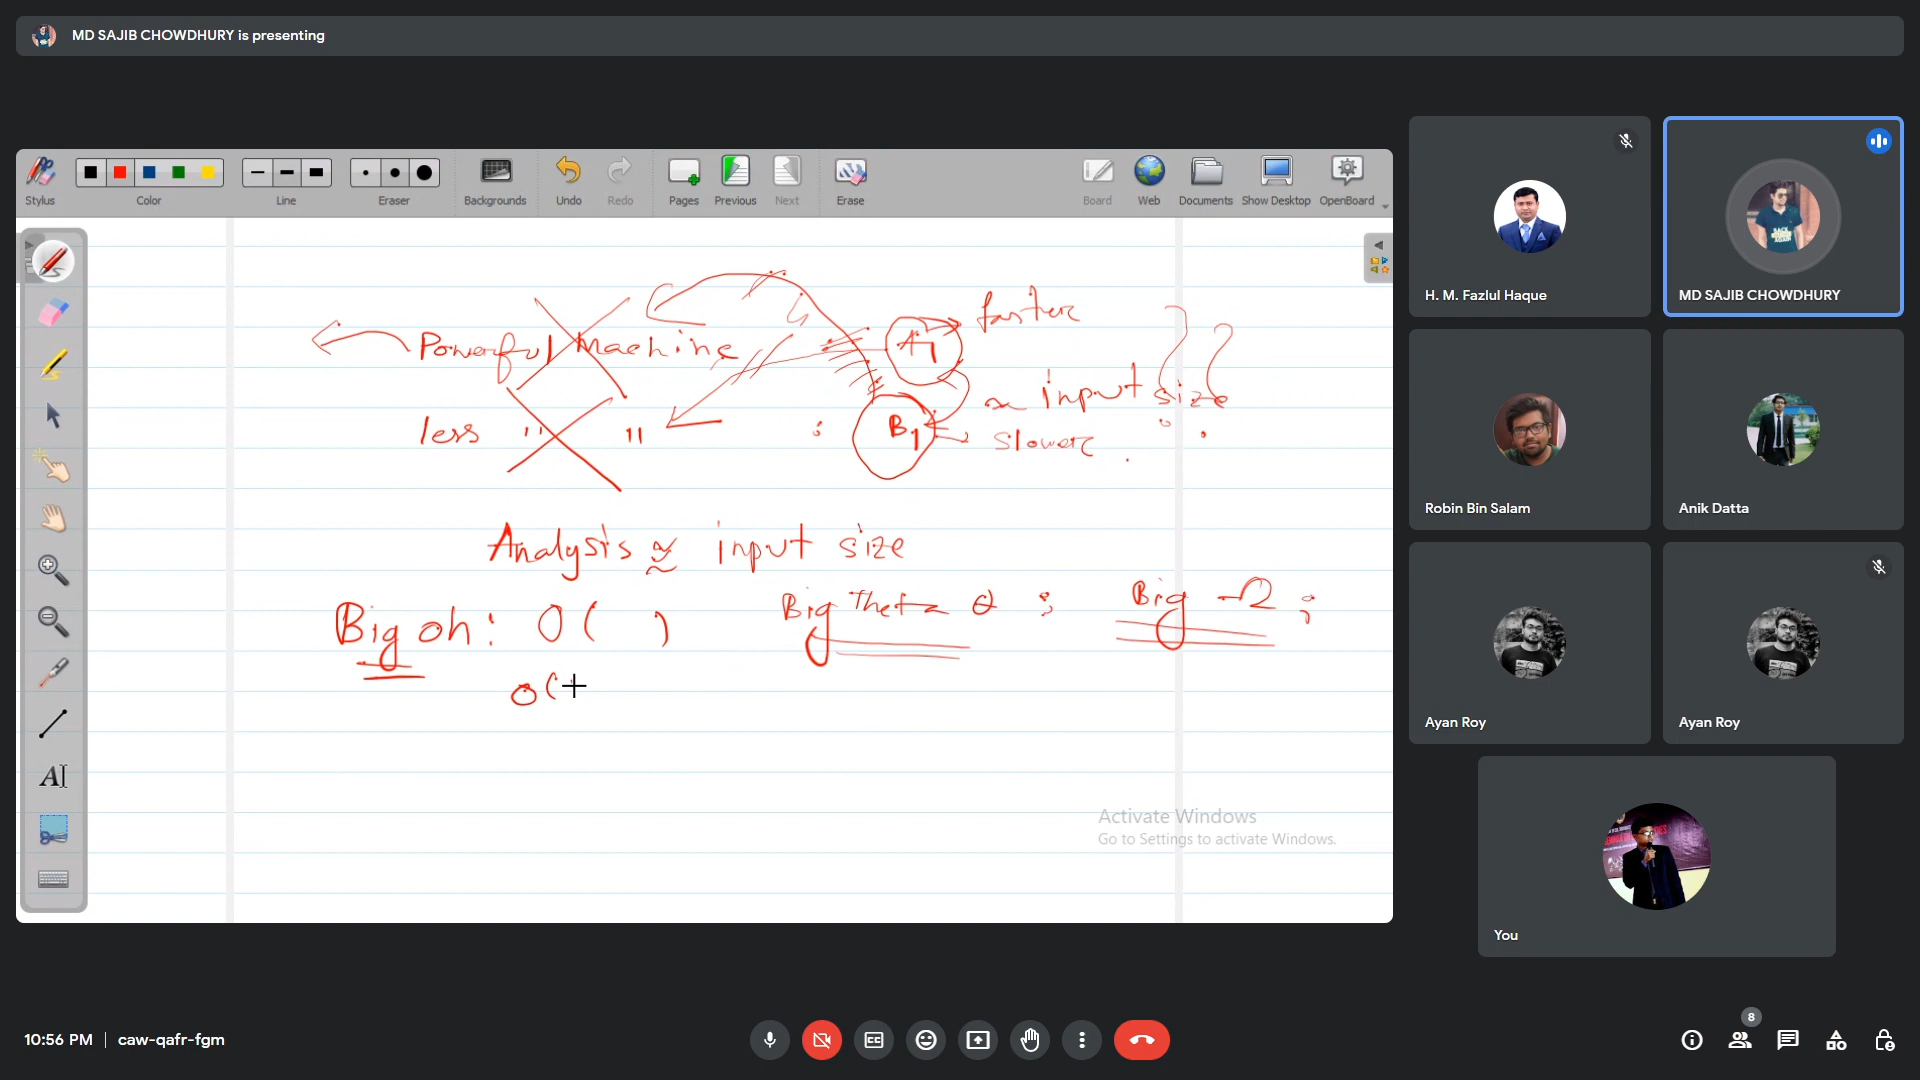 MD SAJIB CHOWDHURY is presenting
Stylus Color Line Eraser Backgrounds Undo Redo Pages Previous Next Erase Board Web Documents Show Desktop OpenBoard
Powerful Machine A1 faster
input size
less " " : B1 slower
Analysis ≈ input size
Big oh: O( ) Big Theta θ ; Big Ω ;
O(
Activate Windows
Go to Settings to activate Windows.
H. M. Fazlul Haque
MD SAJIB CHOWDHURY
Robin Bin Salam
Anik Datta
Ayan Roy
Ayan Roy
You
10:56 PM | caw-qafr-fgm
8